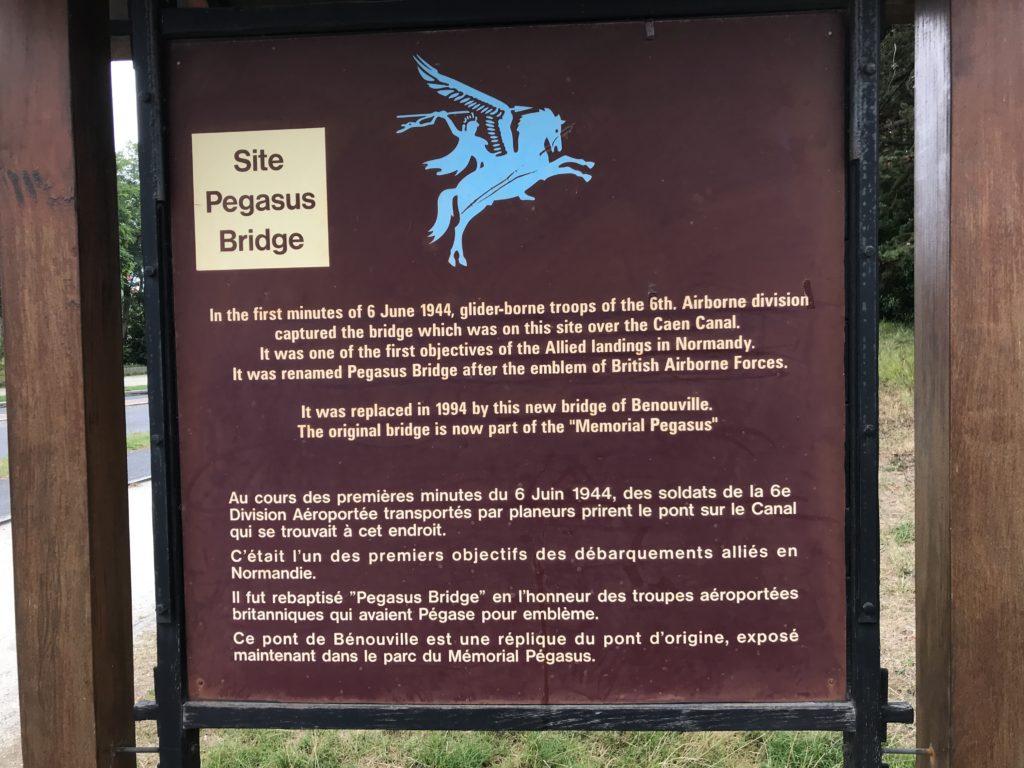 Site
Pegasus
Bridge
In the first minutes of 6 June 1944, glider-borne troops of the 6th. Airborne division
captured the bridge which was on this site over the Caen Canal.
It was one of the first objectives of the Allied landings in Normandy.
It was renamed Pegasus Bridge after the emblem of British Airborne Forces.
It was replaced in 1994 by this new bridge of Benouville.
The original bridge is now part of the "Memorial Pegasus"
Au cours des premières minutes du 6 Juin 1944, des soldats de la 6e
Division Aéroportée transportés par planeurs prirent le pont sur le Canal
qui se trouvait à cet endroit.
C'était l'un des premiers objectifs des débarquements alliés en
Normandie.
Il fut rebaptisé "Pegasus Bridge" en l'honneur des troupes aéroportées
britanniques qui avaient Pégase pour emblème.
Ce pont de Bénouville est une réplique du pont d'origine, exposé
maintenant dans le parc du Mémorial Pégasus.